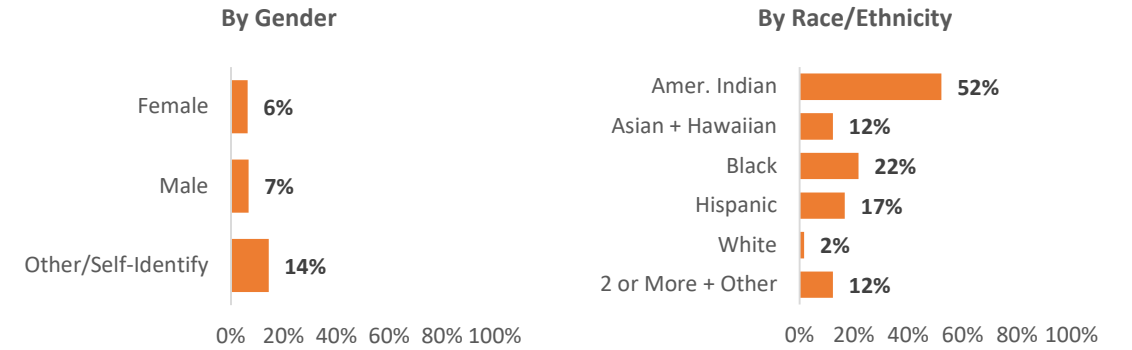 By Gender
Female 6%
Male 7%
Other/Self-Identify 14%
0% 20% 40% 60% 80% 100%
By Race/Ethnicity
Amer. Indian 52%
Asian + Hawaiian 12%
Black 22%
Hispanic 17%
White 2%
2 or More + Other 12%
0% 20% 40% 60% 80% 100%